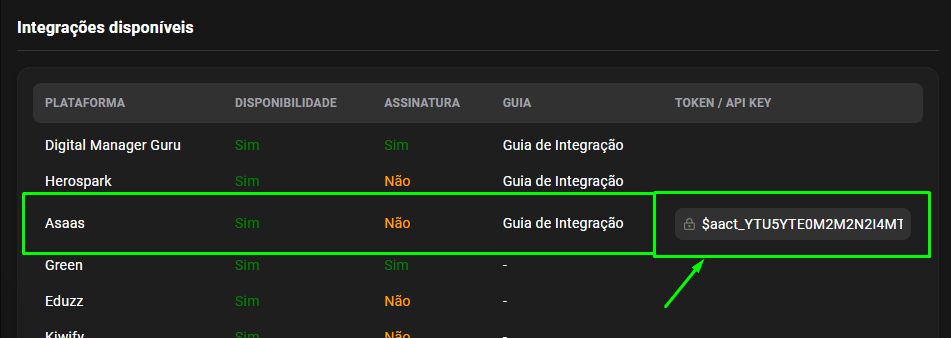 Integrações disponíveis
PLATAFORMA DISPONIBILIDADE ASSINATURA GUIA TOKEN / API KEY
Digital Manager Guru Sim Sim Guia de Integração
Herospark Sim Não Guia de Integração
Asaas Sim Não Guia de Integração $aact_YTU5YTE0M2M2N2I4MT
Green Sim Sim -
Eduzz Sim Não -
Kiwify Sim Não